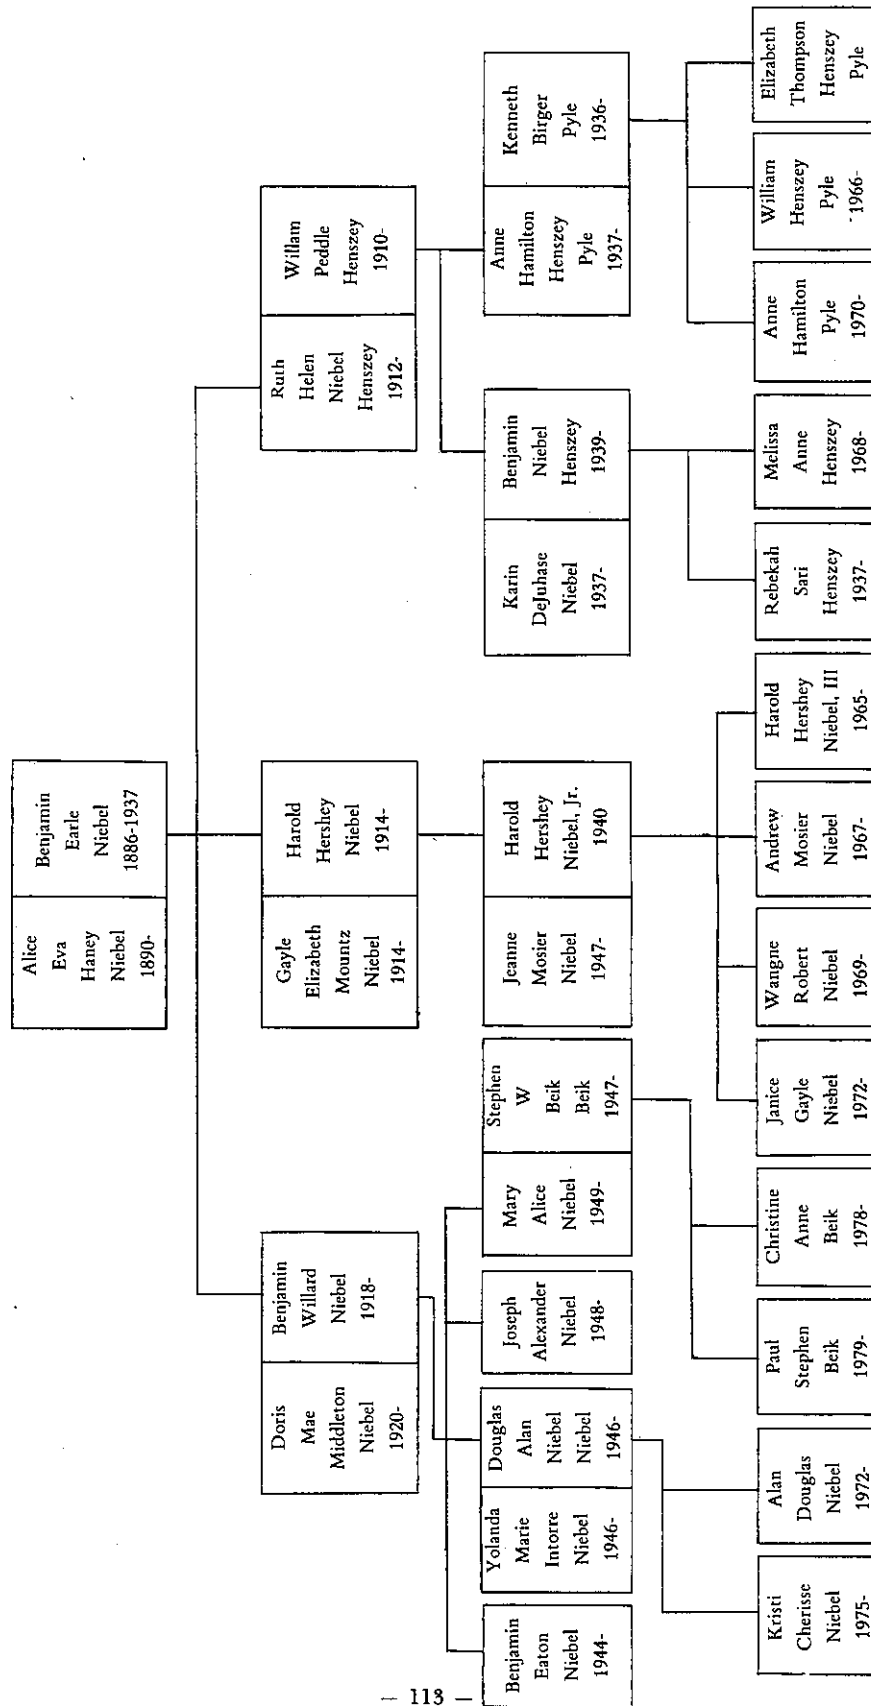 Alice
Eva
Haney
Niebel
1890-
Benjamin
Earle
Niebel
1886-1937
Doris
Mae
Middleton
Niebel
1920-
Benjamin
Willard
Niebel
1918-
Gayle
Elizabeth
Mountz
Niebel
1914-
Harold
Hershey
Niebel
1914-
Ruth
Helen
Niebel
Henszey
1912-
Willam
Peddle
Henszey
1910-
Benjamin
Eaton
Niebel
1944-
Yolanda
Marie
Intorre
Niebel
1946-
Douglas
Alan
Niebel
Niebel
1946-
Joseph
Alexander
Niebel
1948-
Mary
Alice
Niebel
1949-
Stephen
W
Beik
Beik
1947-
Jeanne
Mosier
Niebel
1947-
Harold
Hershey
Niebel, Jr.
1940
Karin
DeJuhase
Niebel
1937-
Benjamin
Niebel
Henszey
1939-
Anne
Hamilton
Henszey
Pyle
1937-
Kenneth
Birger
Pyle
1936-
Kristi
Cherisse
Niebel
1975-
Alan
Douglas
Niebel
1972-
Paul
Stephen
Beik
1979-
Christine
Anne
Beik
1978-
Janice
Gayle
Niebel
1972-
Wangne
Robert
Niebel
1969-
Andrew
Mosier
Niebel
1967-
Harold
Hershey
Niebel, III
1965-
Rebekah
Sari
Henszey
1937-
Melissa
Anne
Henszey
1968-
Anne
Hamilton
Pyle
1970-
William
Henszey
Pyle
1966-
Elizabeth
Thompson
Henszey
Pyle
— 113 —